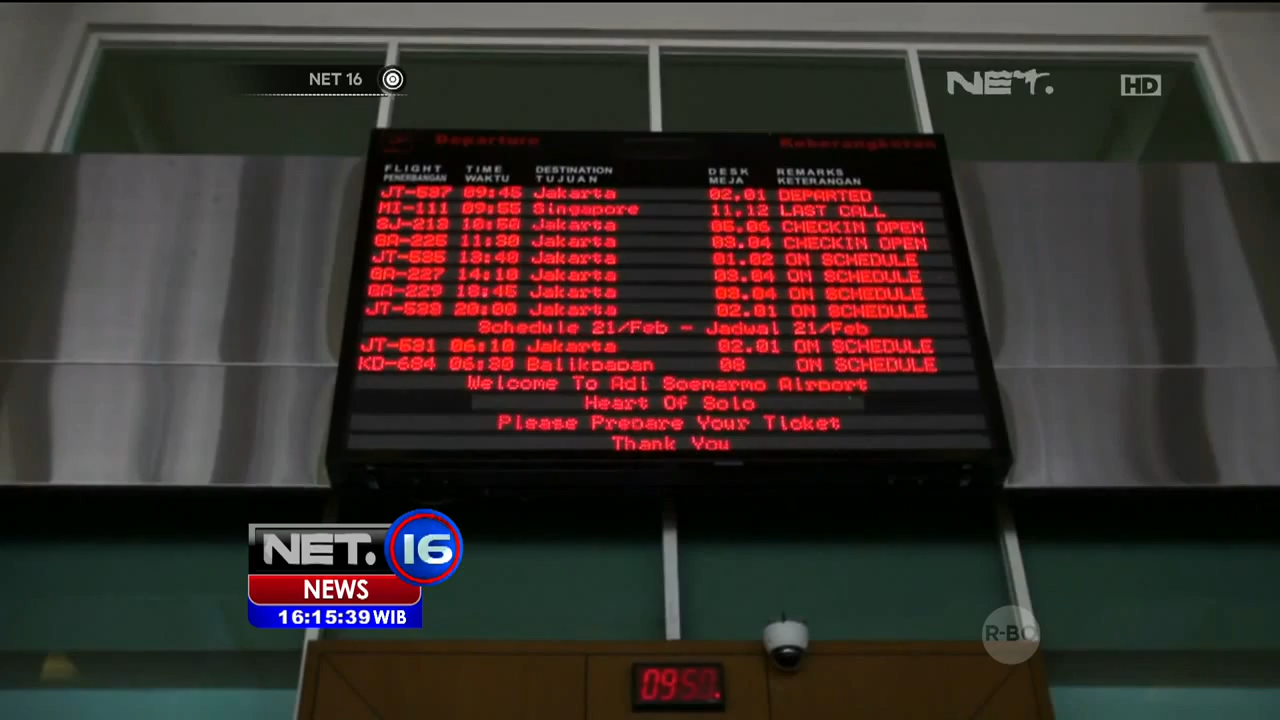 NET 16
NET.
HD
Departure Keberangkatan
FLIGHT TIME DESTINATION DESK REMARKS
PENERBANGAN WAKTU TUJUAN MEJA KETERANGAN
JT-537 09:45 Jakarta 02,01 DEPARTED
MI-111 09:55 Singapore 11,12 LAST CALL
SJ-213 10:50 Jakarta 05,06 CHECKIN OPEN
GA-225 11:30 Jakarta 03.04 CHECKIN OPEN
JT-535 13:40 Jakarta 01.02 ON SCHEDULE
GA-227 14:10 Jakarta 03.04 ON SCHEDULE
GA-229 18:45 Jakarta 03.04 ON SCHEDULE
JT-539 20:00 Jakarta 02.01 ON SCHEDULE
Schedule 21/Feb - Jadwal 21/Feb
JT-531 06:10 Jakarta 02.01 ON SCHEDULE
KD-684 06:30 Balikpapan 08 ON SCHEDULE
Welcome To Adi Soemarmo Airport
Heart Of Solo
Please Prepare Your Ticket
Thank You
NET. 16
NEWS
16:15:39 WIB
R-BO
0950.